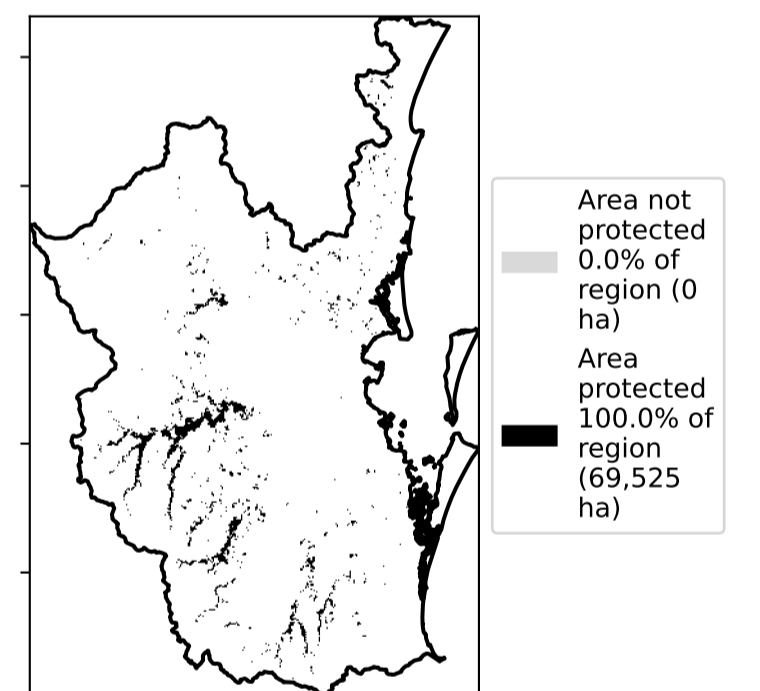 Area not
protected
0.0% of
region (0
ha)
Area
protected
100.0% of
region
(69,525
ha)